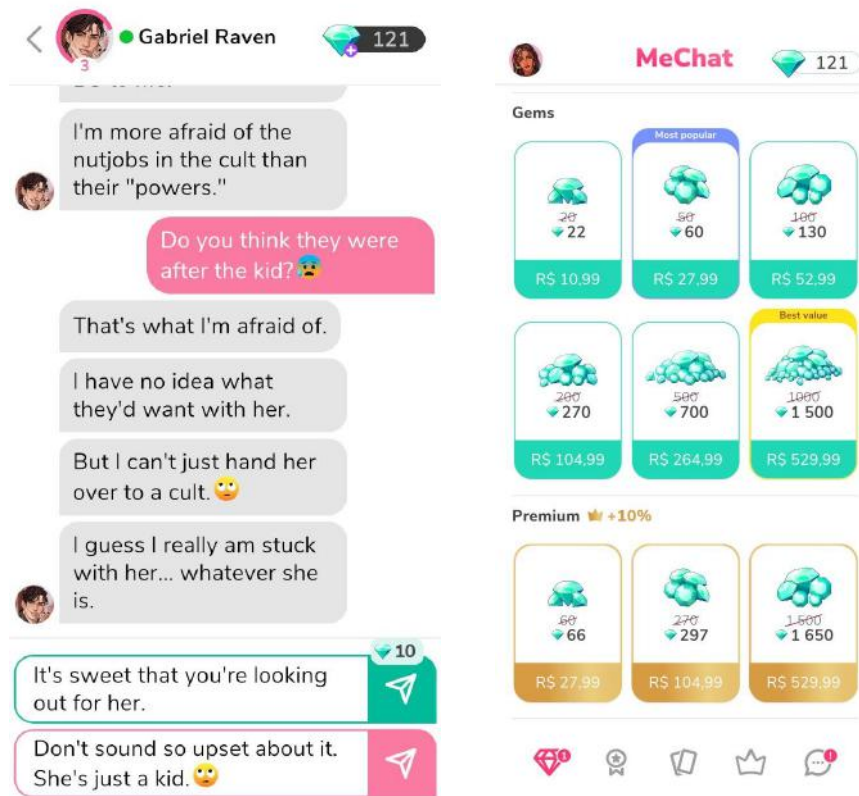 Gabriel Raven
121
3
I'm more afraid of the
nutjobs in the cult than
their "powers."
Do you think they were
after the kid?😰
That's what I'm afraid of.
I have no idea what
they'd want with her.
But I can't just hand her
over to a cult.🙄
I guess I really am stuck
with her... whatever she
is.
10
It's sweet that you're looking
out for her.
Don't sound so upset about it.
She's just a kid.🙄
MeChat
121
Gems
Most popular
20
22
R$ 10,99
50
60
R$ 27,99
100
130
R$ 52,99
Best value
200
270
R$ 104,99
500
700
R$ 264,99
1000
1 500
R$ 529,99
Premium +10%
60
66
R$ 27,99
270
297
R$ 104,99
1 500
1 650
R$ 529,99
1
!